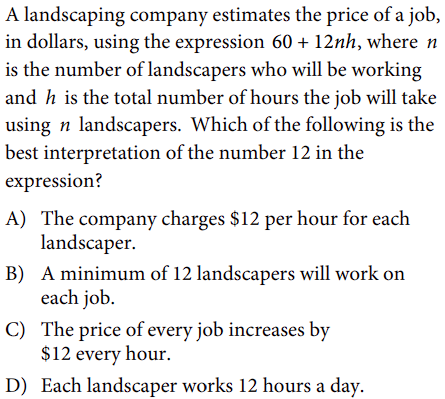 A landscaping company estimates the price of a job,
in dollars, using the expression 60 + 12nh, where n
is the number of landscapers who will be working
and h is the total number of hours the job will take
using n landscapers. Which of the following is the
best interpretation of the number 12 in the
expression?
A) The company charges $12 per hour for each
landscaper.
B) A minimum of 12 landscapers will work on
each job.
C) The price of every job increases by
$12 every hour.
D) Each landscaper works 12 hours a day.